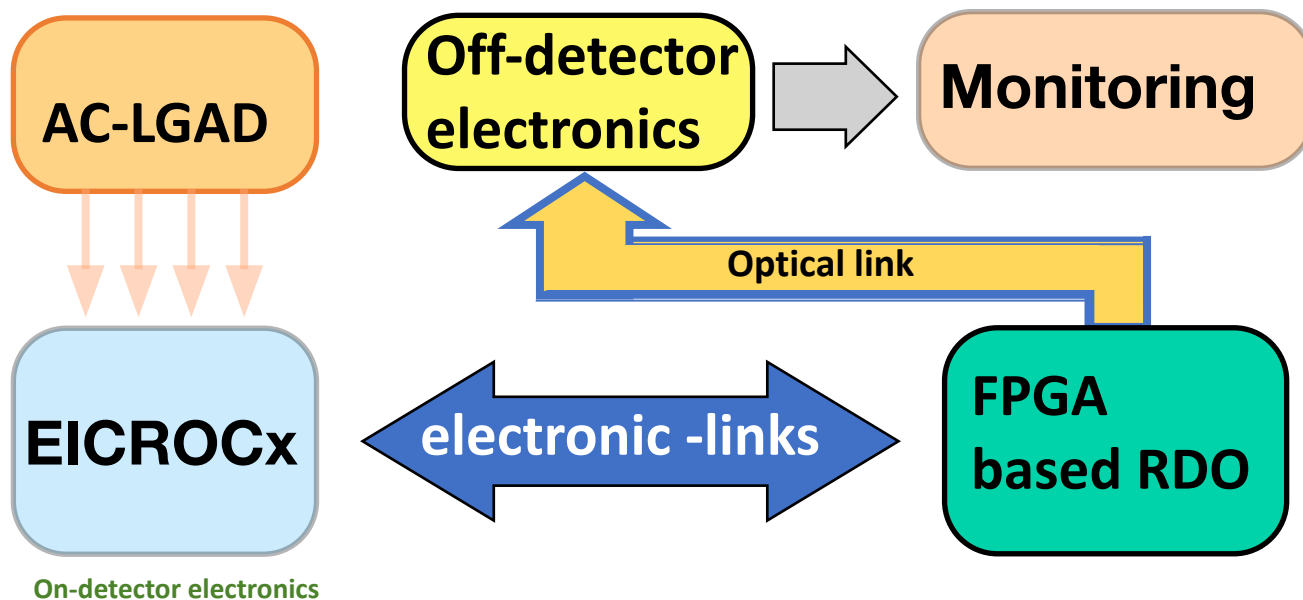 AC-LGAD
Off-detector
electronics
Monitoring
Optical link
EICROCx
electronic -links
FPGA
based RDO
On-detector electronics